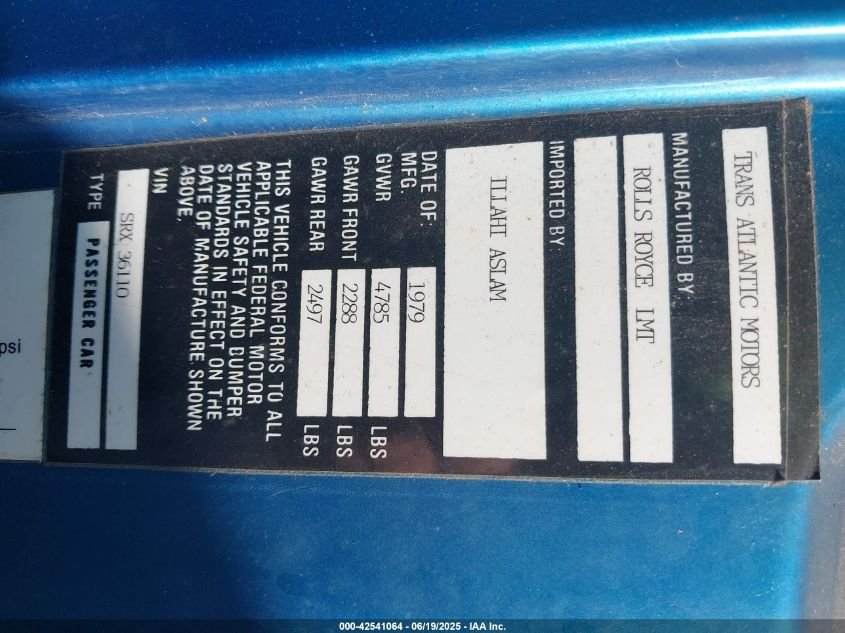 TRANS ATLANTIC MOTORS
MANUFACTURED BY:
ROLLS ROYCE LMT
IMPORTED BY:
ILLAHI ASLAM
DATE OF:
MFG. 1979
GVWR 4785 LBS
GAWR FRONT 2288 LBS
GAWR REAR 2497 LBS
THIS VEHICLE CONFORMS TO ALL
APPLICABLE FEDERAL MOTOR
VEHICLE SAFETY AND BUMPER
STANDARDS IN EFFECT ON THE
DATE OF MANUFACTURE SHOWN
ABOVE.
VIN SRX 36110
TYPE PASSENGER CAR
psi
000-42541064 - 06/19/2025 - IAA Inc.